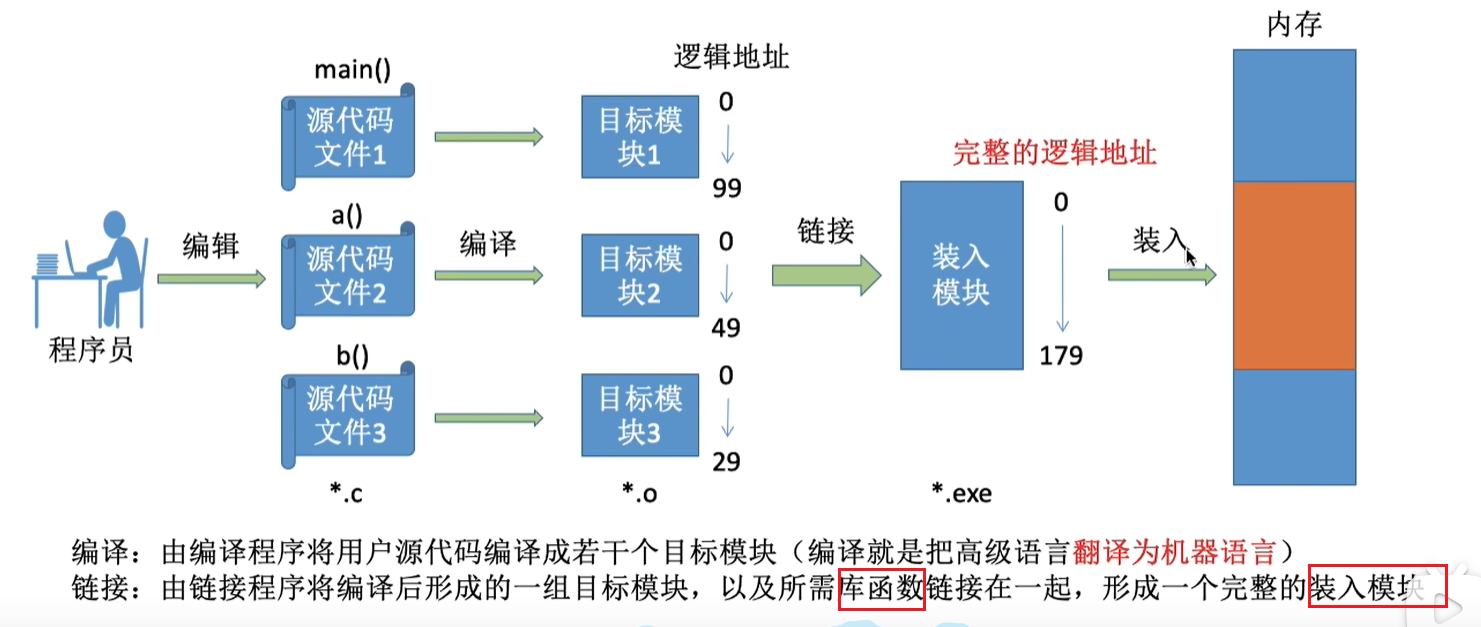 内存
逻辑地址
main()
源代码
文件1
目标模
块1
0
99
完整的逻辑地址
编辑
a()
源代码
文件2
编译
目标模
块2
0
49
链接
装入
模块
0
179
装入
程序员
b()
源代码
文件3
目标模
块3
0
29
*.c
*.o
*.exe
编译：由编译程序将用户源代码编译成若干个目标模块（编译就是把高级语言翻译为机器语言）
链接：由链接程序将编译后形成的一组目标模块，以及所需库函数链接在一起，形成一个完整的装入模块